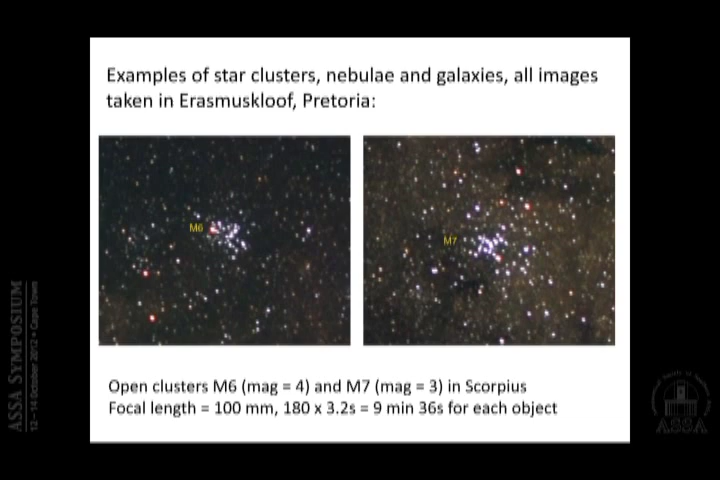 Examples of star clusters, nebulae and galaxies, all images
taken in Erasmuskloof, Pretoria:
M6
M7
Open clusters M6 (mag = 4) and M7 (mag = 3) in Scorpius
Focal length = 100 mm, 180 x 3.2s = 9 min 36s for each object
ASSA SYMPOSIUM
12 – 14 October 2012 • Cape Town
ASSA